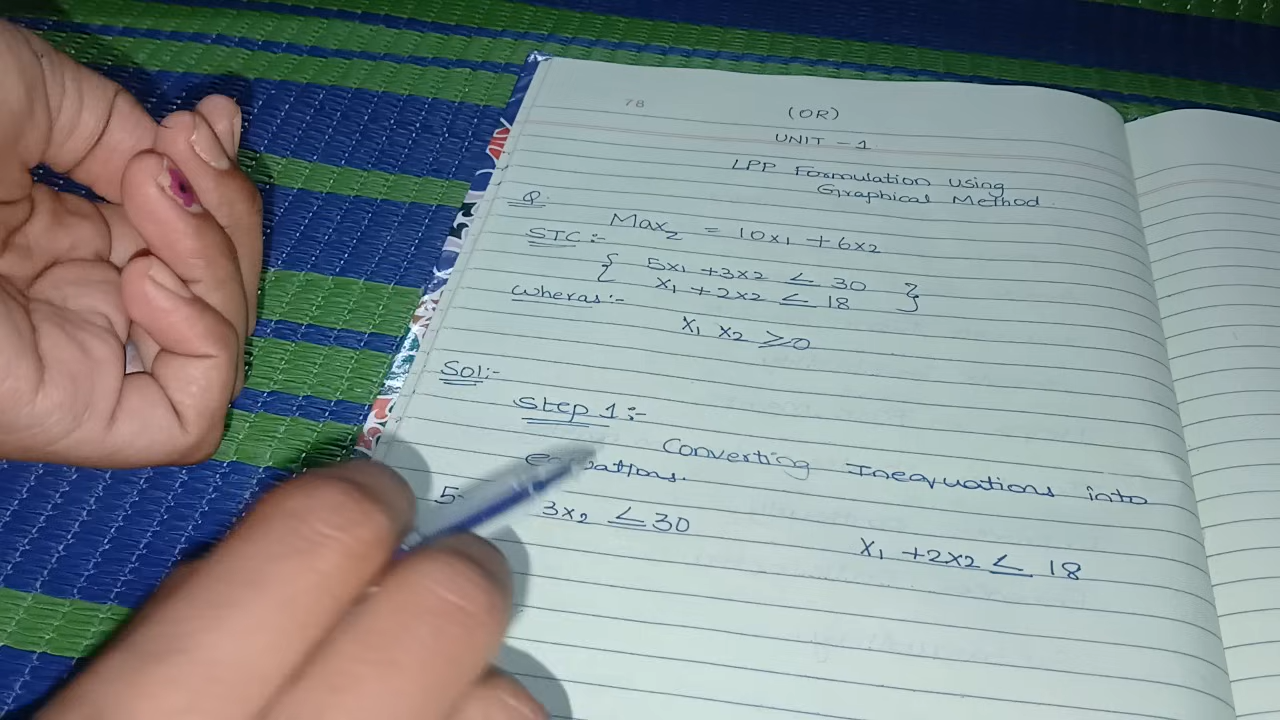 78
(OR)
UNIT - 1
LPP Formulation using
Graphical Method.
Q.
Max Z = 10x₁ + 6x₂
STC:-
{ 5x₁ + 3x₂ ≤ 30
x₁ + 2x₂ ≤ 18 }
wheras:-
x₁ x₂ ≥ 0
Sol:-
Step 1:-
Converting Inequations into
3x₂ ≤ 30
x₁ + 2x₂ ≤ 18